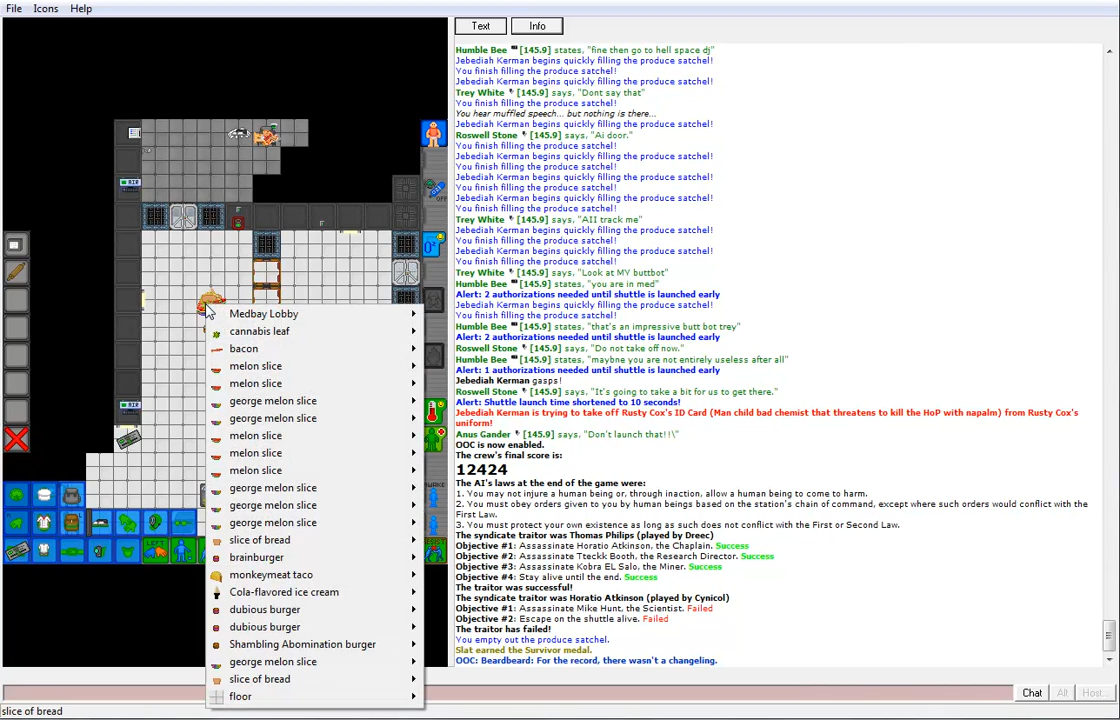 File Icons Help
Text Info
Humble Bee [145.9] states, "fine then go to hell space dj"
Jebediah Kerman begins quickly filling the produce satchel!
You finish filling the produce satchel!
Jebediah Kerman begins quickly filling the produce satchel!
Trey White [145.9] says, "Dont say that"
You finish filling the produce satchel!
You hear muffled speech... but nothing is there...
Jebediah Kerman begins quickly filling the produce satchel!
Roswell Stone [145.9] says, "Ai door."
You finish filling the produce satchel!
Jebediah Kerman begins quickly filling the produce satchel!
You finish filling the produce satchel!
Jebediah Kerman begins quickly filling the produce satchel!
You finish filling the produce satchel!
Jebediah Kerman begins quickly filling the produce satchel!
You finish filling the produce satchel!
Trey White [145.9] says, "AII track me"
Jebediah Kerman begins quickly filling the produce satchel!
You finish filling the produce satchel!
Jebediah Kerman begins quickly filling the produce satchel!
You finish filling the produce satchel!
Trey White [145.9] says, "Look at MY buttbot"
Humble Bee [145.9] states, "you are in med"
Alert: 2 authorizations needed until shuttle is launched early
Alert: 2 authorizations needed until shuttle is launched early
Humble Bee [145.9] states, "that's an impressive butt bot trey"
Alert: 2 authorizations needed until shuttle is launched early
Roswell Stone [145.9] says, "Do not take off now."
Humble Bee [145.9] states, "maybne you are not entirely useless after all"
Alert: 1 authorizations needed until shuttle is launched early
Jebediah Kerman gasps!
Roswell Stone [145.9] says, "It's going to take a bit for us to get there."
Alert: Shuttle launch time shortened to 10 seconds!
Jebediah Kerman is trying to take off Rusty Cox's ID Card (Man child bad chemist that threatens to kill the HoP with napalm) from Rusty Cox's
uniform!
Anus Gander [145.9] says, "Don't launch that!!\"
OOC is now enabled.
The crew's final score is:
12424
The AI's laws at the end of the game were:
1. You may not injure a human being or, through inaction, allow a human being to come to harm.
2. You must obey orders given to you by human beings based on the station's chain of command, except where such orders would conflict with the
First Law.
3. You must protect your own existence as long as such does not conflict with the First or Second Law.
The syndicate traitor was Thomas Philips (played by Dreec)
Objective #1: Assassinate Horatio Atkinson, the Chaplain. Success
Objective #2: Assassinate Tteckk Booth, the Research Director. Success
Objective #3: Assassinate Kobra EL Salo, the Miner. Success
Objective #4: Stay alive until the end. Success
The traitor was successful!
The syndicate traitor was Horatio Atkinson (played by Cynicol)
Objective #1: Assassinate Mike Hunt, the Scientist. Failed
Objective #2: Escape on the shuttle alive. Failed
The traitor has failed!
You empty out the produce satchel.
Slat earned the Survivor medal.
OOC: Beardbeard: For the record, there wasn't a changeling.
Medbay Lobby
cannabis leaf
bacon
melon slice
melon slice
george melon slice
george melon slice
melon slice
melon slice
melon slice
george melon slice
george melon slice
george melon slice
slice of bread
brainburger
monkeymeat taco
Cola-flavored ice cream
dubious burger
dubious burger
Shambling Abomination burger
george melon slice
slice of bread
floor
AIR
AIR
OFF
LEFT
Chat Alt Host...
slice of bread